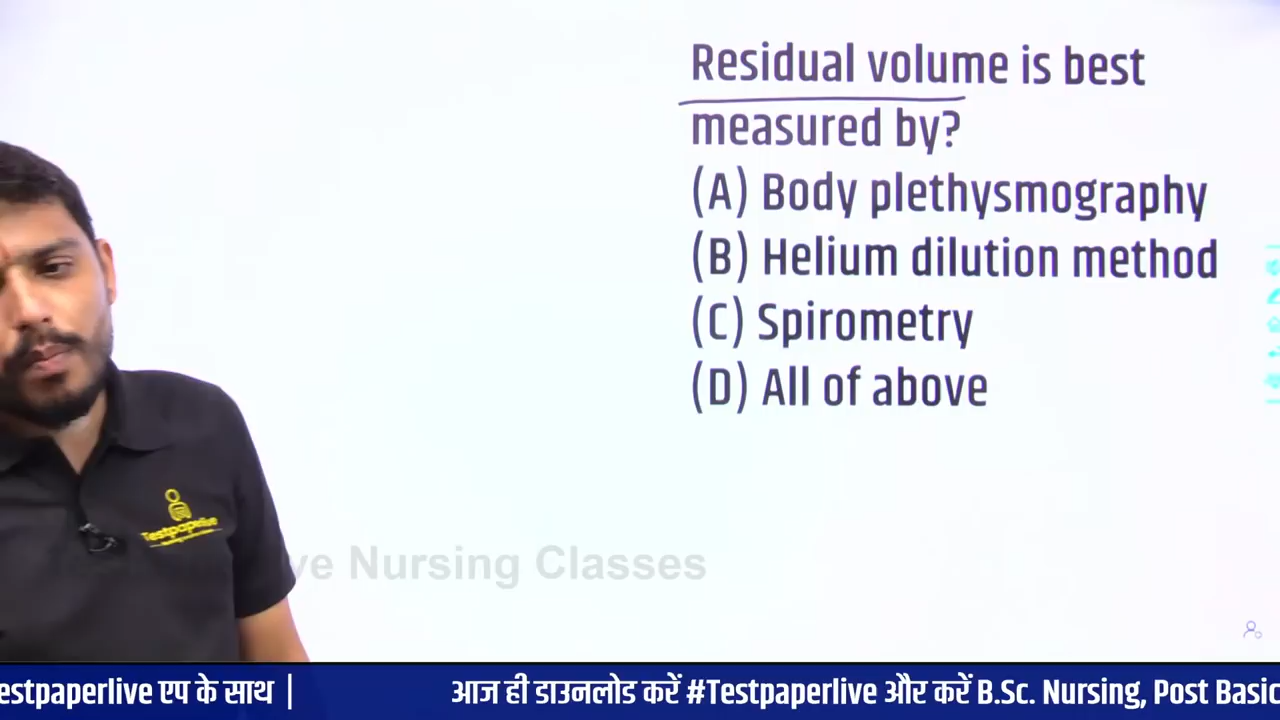 Residual volume is best
measured by?
(A) Body plethysmography
(B) Helium dilution method
(C) Spirometry
(D) All of above
Testpaperlive
ve Nursing Classes
estpaperlive एप के साथ |
आज ही डाउनलोड करें #Testpaperlive और करें B.Sc. Nursing, Post Basic